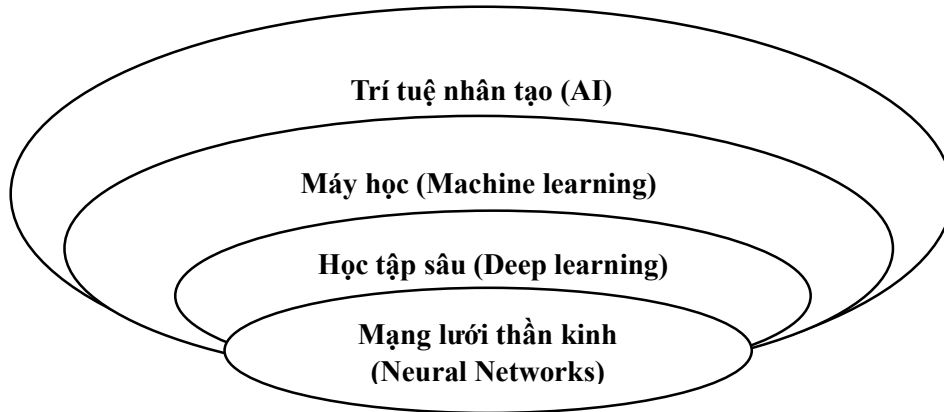 Trí tuệ nhân tạo (AI)
Máy học (Machine learning)
Học tập sâu (Deep learning)
Mạng lưới thần kinh
(Neural Networks)